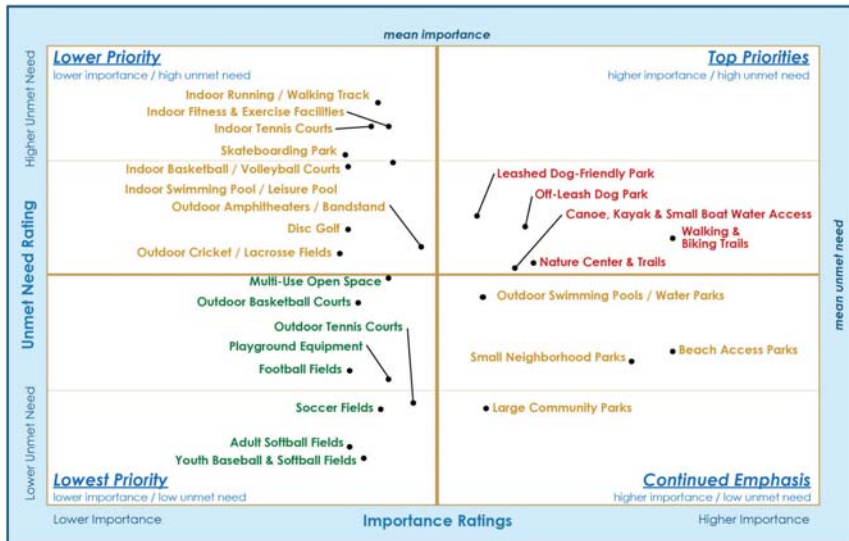 mean importance
Lower Priority
lower importance / high unmet need
Top Priorities
higher importance / high unmet need
Higher Unmet Need
Unmet Need Rating
Lower Unmet Need
mean unmet need
Indoor Running / Walking Track
Indoor Fitness & Exercise Facilities
Indoor Tennis Courts
Skateboarding Park
Indoor Basketball / Volleyball Courts
Indoor Swimming Pool / Leisure Pool
Outdoor Amphitheaters / Bandstand
Disc Golf
Outdoor Cricket / Lacrosse Fields
Leashed Dog-Friendly Park
Off-Leash Dog Park
Canoe, Kayak & Small Boat Water Access
Walking &
Biking Trails
Nature Center & Trails
Multi-Use Open Space
Outdoor Basketball Courts
Outdoor Tennis Courts
Playground Equipment
Football Fields
Soccer Fields
Adult Softball Fields
Youth Baseball & Softball Fields
Outdoor Swimming Pools / Water Parks
Small Neighborhood Parks
Beach Access Parks
Large Community Parks
Lowest Priority
lower importance / low unmet need
Continued Emphasis
higher importance / low unmet need
Lower Importance
Importance Ratings
Higher Importance